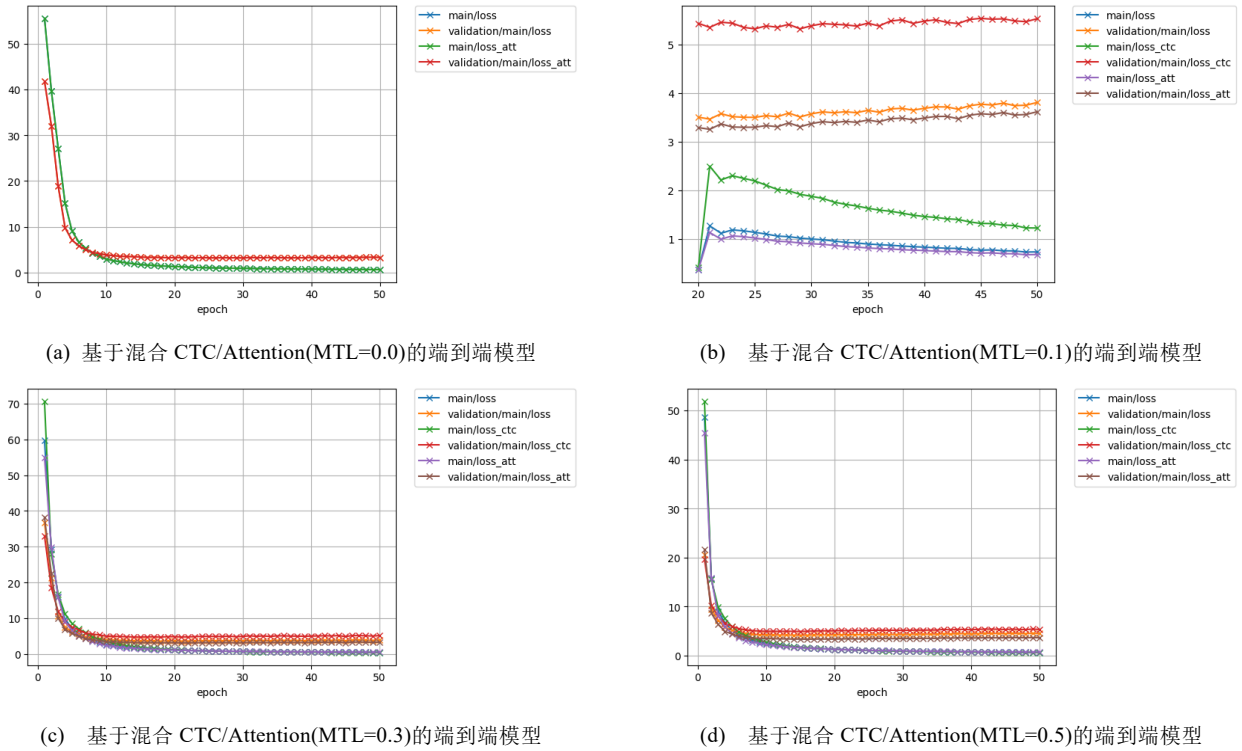 50
40
30
20
10
0
0
10
20
30
40
50
epoch
main/loss
validation/main/loss
main/loss_att
validation/main/loss_att
(a) 基于混合 CTC/Attention(MTL=0.0)的端到端模型
5
4
3
2
1
20
25
30
35
40
45
50
epoch
main/loss
validation/main/loss
main/loss_ctc
validation/main/loss_ctc
main/loss_att
validation/main/loss_att
(b) 基于混合 CTC/Attention(MTL=0.1)的端到端模型
70
60
50
40
30
20
10
0
0
10
20
30
40
50
epoch
main/loss
validation/main/loss
main/loss_ctc
validation/main/loss_ctc
main/loss_att
validation/main/loss_att
(c) 基于混合 CTC/Attention(MTL=0.3)的端到端模型
50
40
30
20
10
0
0
10
20
30
40
50
epoch
main/loss
validation/main/loss
main/loss_ctc
validation/main/loss_ctc
main/loss_att
validation/main/loss_att
(d) 基于混合 CTC/Attention(MTL=0.5)的端到端模型